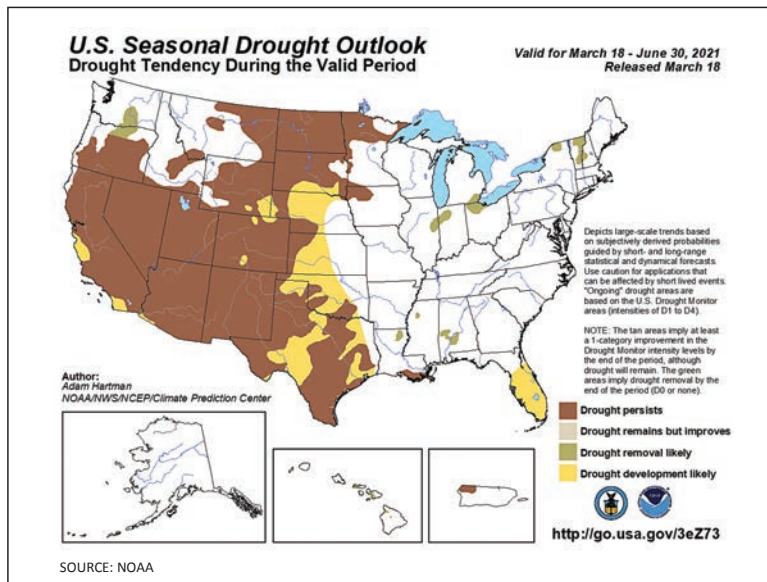 U.S. Seasonal Drought Outlook
Drought Tendency During the Valid Period
Valid for March 18 - June 30, 2021
Released March 18
Depicts large-scale trends based
on subjectively derived probabilities
guided by short- and long-range
statistical and dynamical forecasts.
Use caution for applications that
can be affected by short lived events.
"Ongoing" drought areas are
based on the U.S. Drought Monitor
areas (intensities of D1 to D4).
NOTE: The tan areas imply at least
a 1-category improvement in the
Drought Monitor intensity levels by
the end of the period, although
drought will remain. The green
areas imply drought removal by the
end of the period (D0 or none).
Author:
Adam Hartman
NOAA/NWS/NCEP/Climate Prediction Center
Drought persists
Drought remains but improves
Drought removal likely
Drought development likely
http://go.usa.gov/3eZ73
SOURCE: NOAA